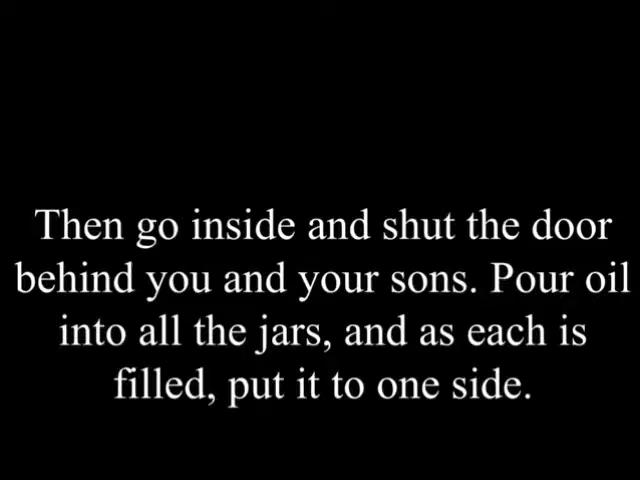 Then go inside and shut the door
behind you and your sons. Pour oil
into all the jars, and as each is
filled, put it to one side.